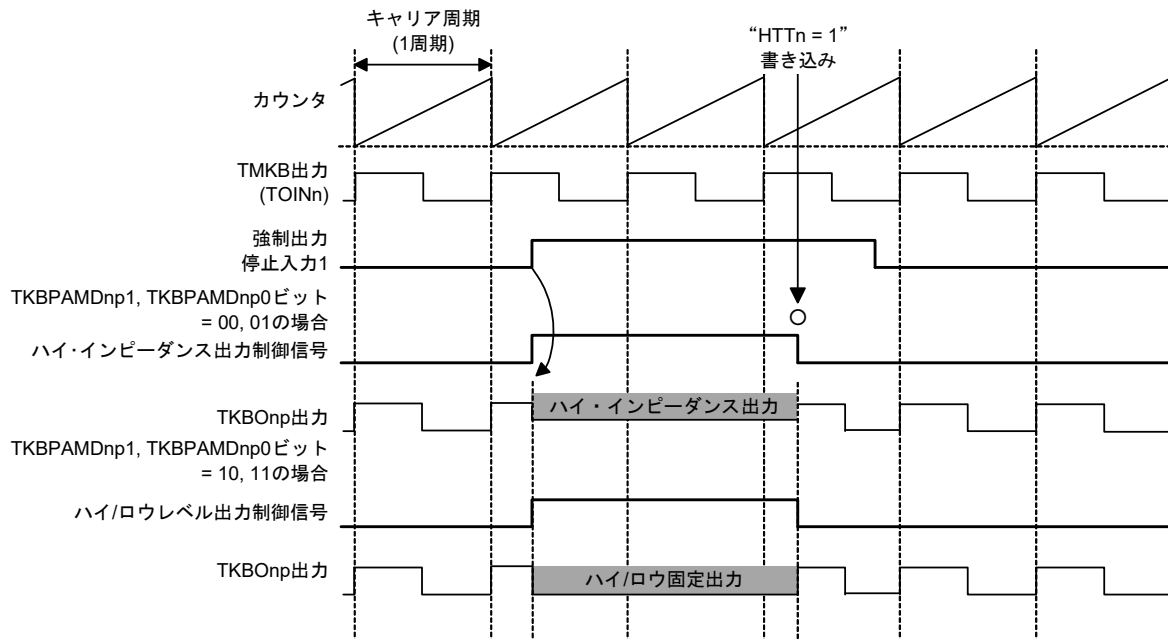 キャリア周期
(1周期)
“HTTn = 1”
書き込み
カウンタ
TMKB出力
(TOINn)
強制出力
停止入力1
TKBPAMDnp1, TKBPAMDnp0ビット
= 00, 01の場合
ハイ・インピーダンス出力制御信号
TKBOnp出力
ハイ・インピーダンス出力
TKBPAMDnp1, TKBPAMDnp0ビット
= 10, 11の場合
ハイ/ロウレベル出力制御信号
TKBOnp出力
ハイ/ロウ固定出力